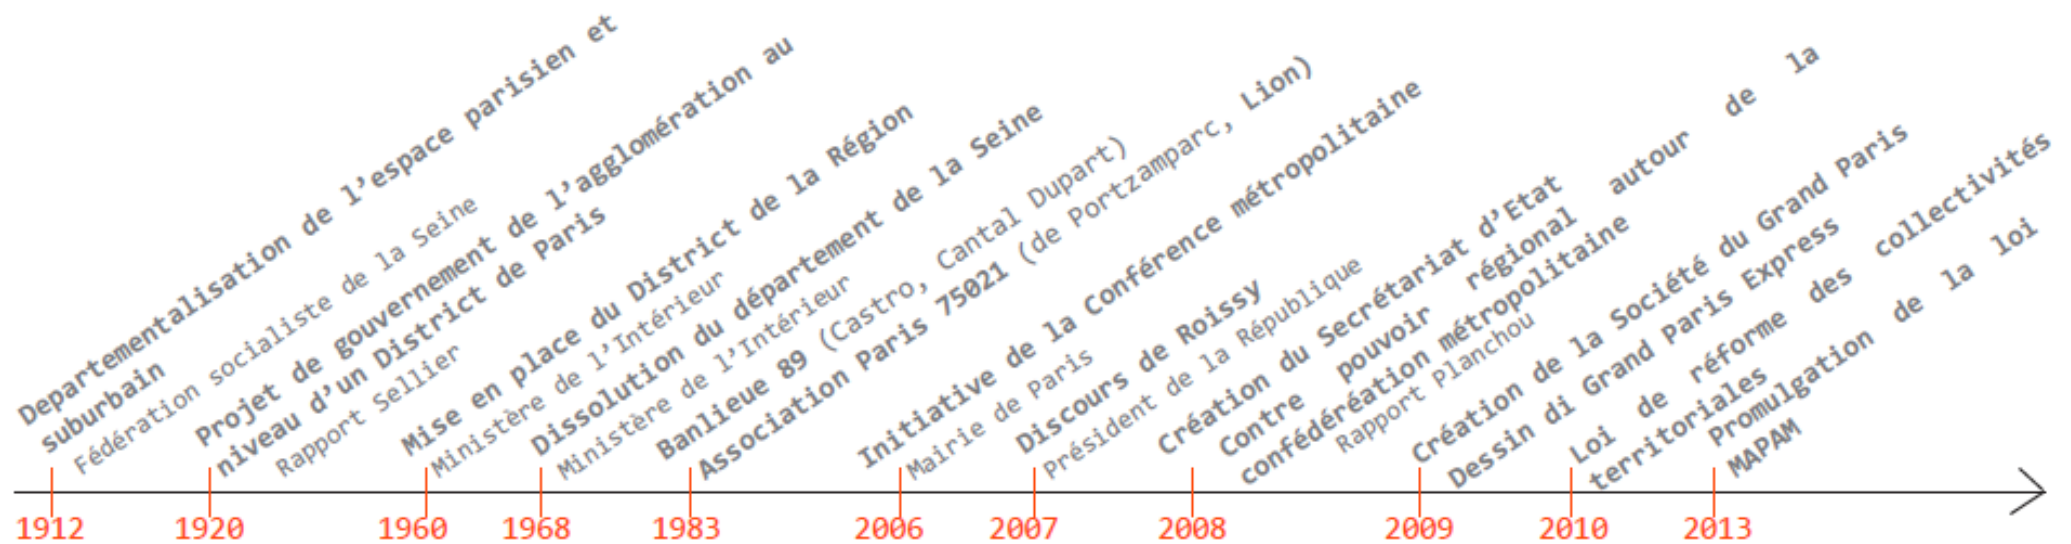 Departementalisation de l'espace parisien et
suburbain
Fédération socialiste de la Seine
Projet de gouvernement de l'agglomération au
niveau d'un District de Paris
Rapport Sellier
Mise en place du District de la Région
Ministère de l'Intérieur
Dissolution du département de la Seine
Ministère de l'Intérieur
Banlieue 89 (Castro, Cantal Dupart)
Association Paris 75021 (de Portzamparc, Lion)
Initiative de la Conférence métropolitaine
Mairie de Paris
Discours de Roissy
Président de la République
Création du Secrétariat d'Etat
Contre pouvoir régional autour de la
confédéréation métropolitaine
Rapport Planchou
Création de la Société du Grand Paris
Dessin di Grand Paris Express
Loi de réforme des collectivités
territoriales
Promulgation de la loi
MAPAM
1912 1920 1960 1968 1983 2006 2007 2008 2009 2010 2013